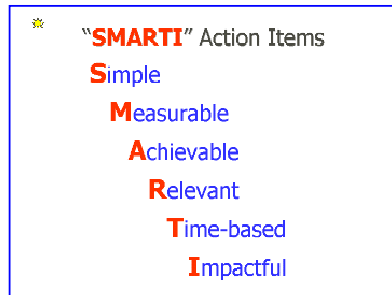 “SMARTI” Action Items
Simple
Measurable
Achievable
Relevant
Time-based
Impactful